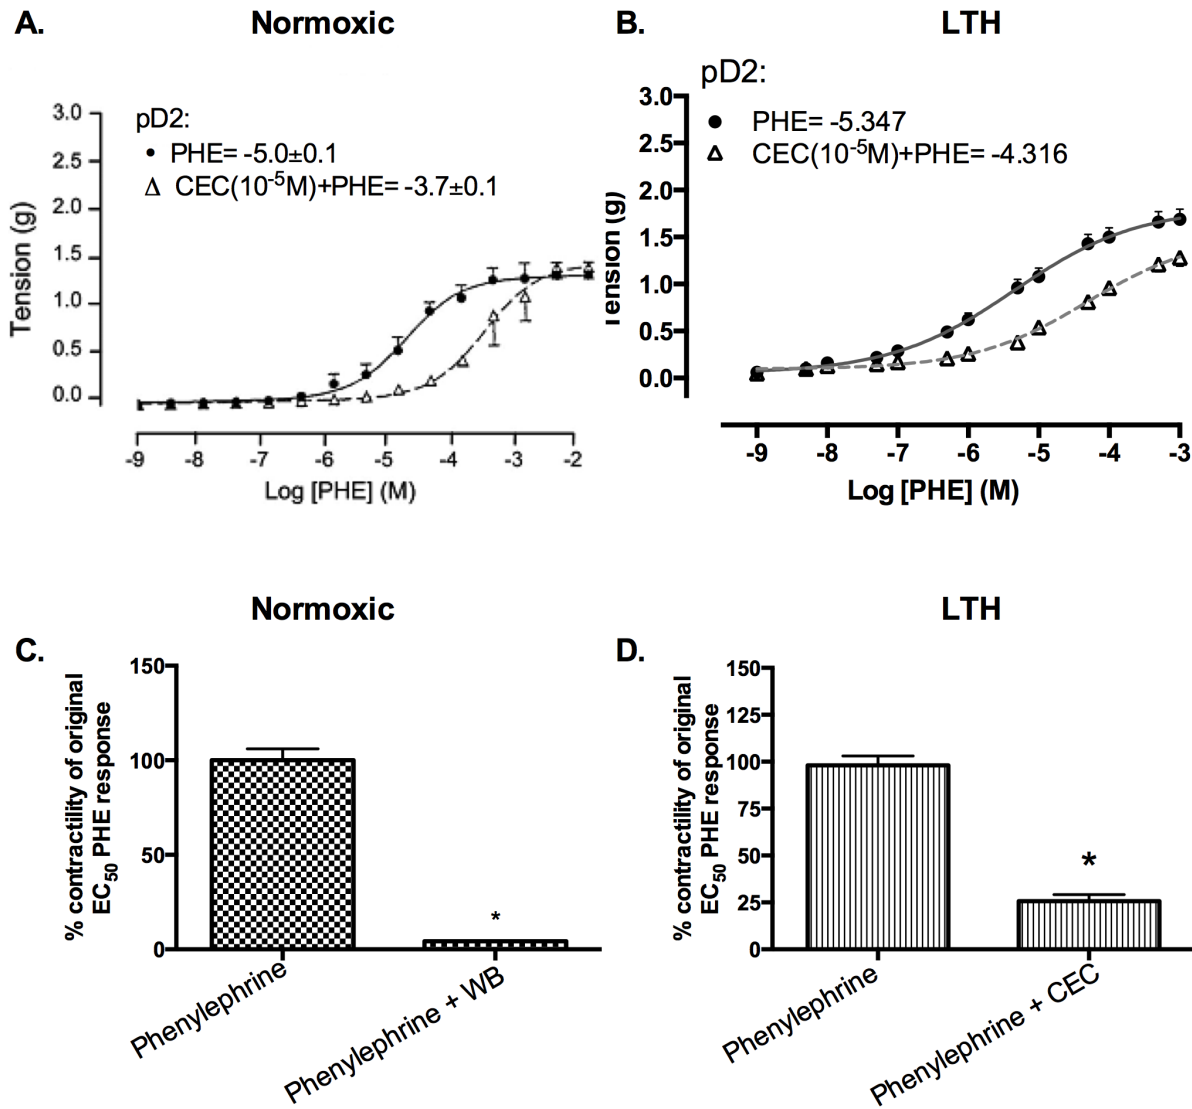 A.
Normoxic
pD2:
PHE= -5.0±0.1
CEC(10-5M)+PHE= -3.7±0.1
3.0
2.5
2.0
1.5
1.0
0.5
0.0
Tension (g)
-9 -8 -7 -6 -5 -4 -3 -2
Log [PHE] (M)
B.
LTH
pD2:
PHE= -5.347
CEC(10-5M)+PHE= -4.316
3.0
2.5
2.0
1.5
1.0
0.5
0.0
Tension (g)
-9 -8 -7 -6 -5 -4 -3
Log [PHE] (M)
C.
Normoxic
% contractility of original
EC50 PHE response
150
100
50
0
*
Phenylephrine
Phenylephrine + WB
D.
LTH
% contractility of original
EC50 PHE response
150
125
100
75
50
25
0
*
Phenylephrine
Phenylephrine + CEC